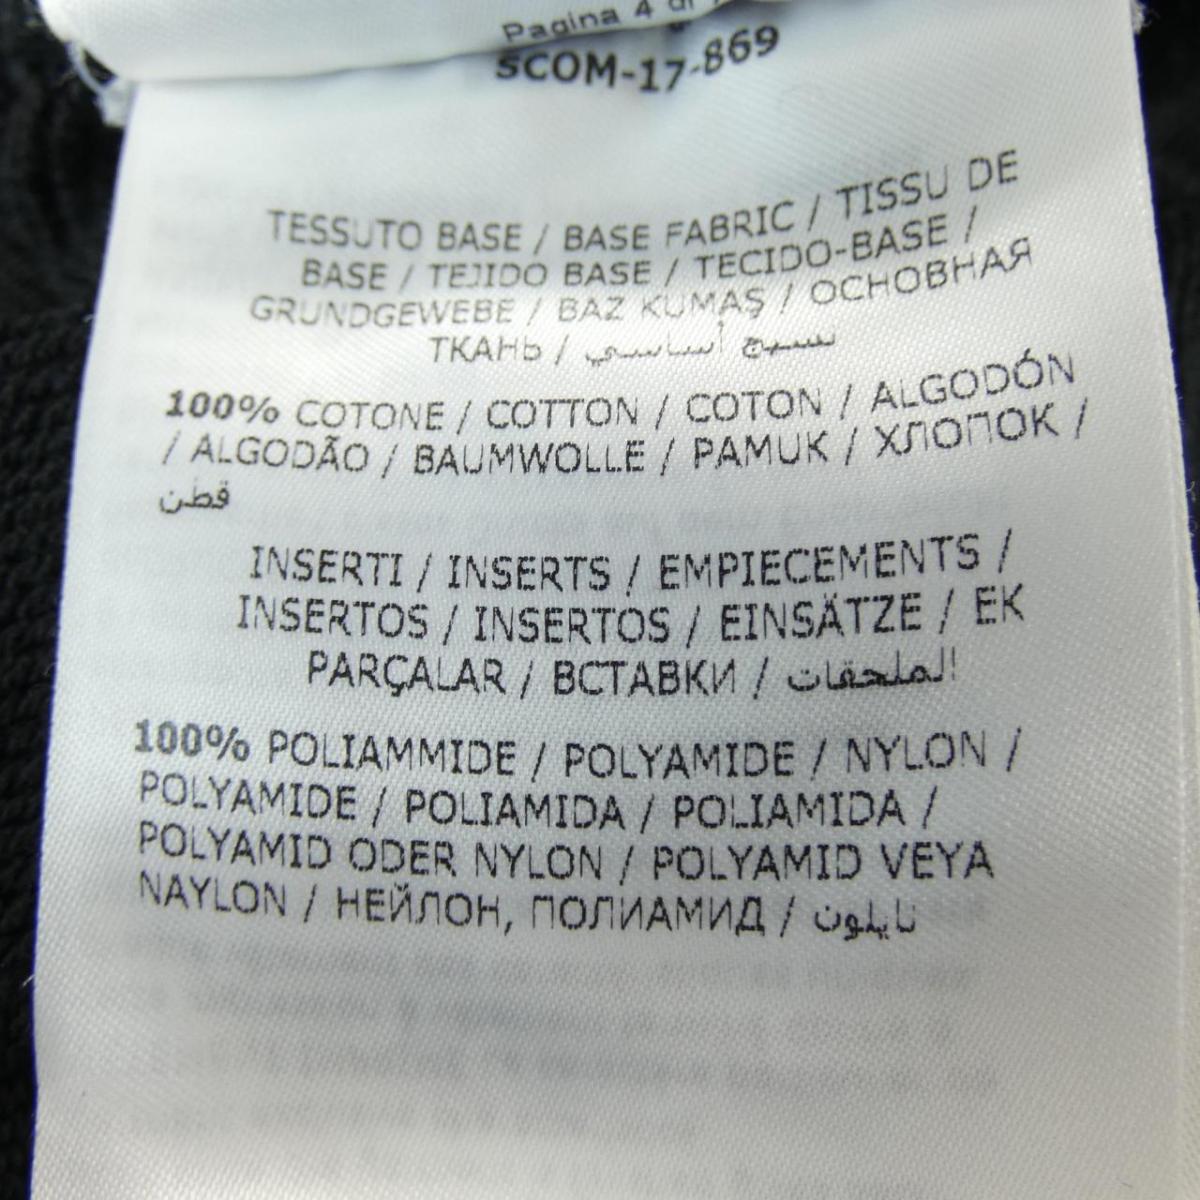 Pagina 4 di
SCOM-17-869
TESSUTO BASE / BASE FABRIC / TISSU DE
BASE / TEJIDO BASE / TECIDO-BASE /
GRUNDGEWEBE / BAZ KUMAŞ / ОСНОВНАЯ
ТКАНЬ / نسيج أساسي
100% COTONE / COTTON / COTON / ALGODÓN
/ ALGODÃO / BAUMWOLLE / PAMUK / ХЛОПОК /
قطن
INSERTI / INSERTS / EMPIECEMENTS /
INSERTOS / INSERTOS / EINSÄTZE / EK
PARÇALAR / ВСТАВКИ / الملحقات
100% POLIAMMIDE / POLYAMIDE / NYLON /
POLYAMIDE / POLIAMIDA / POLIAMIDA /
POLYAMID ODER NYLON / POLYAMID VEYA
NAYLON / НЕЙЛОН, ПОЛИАМИД / نايلون